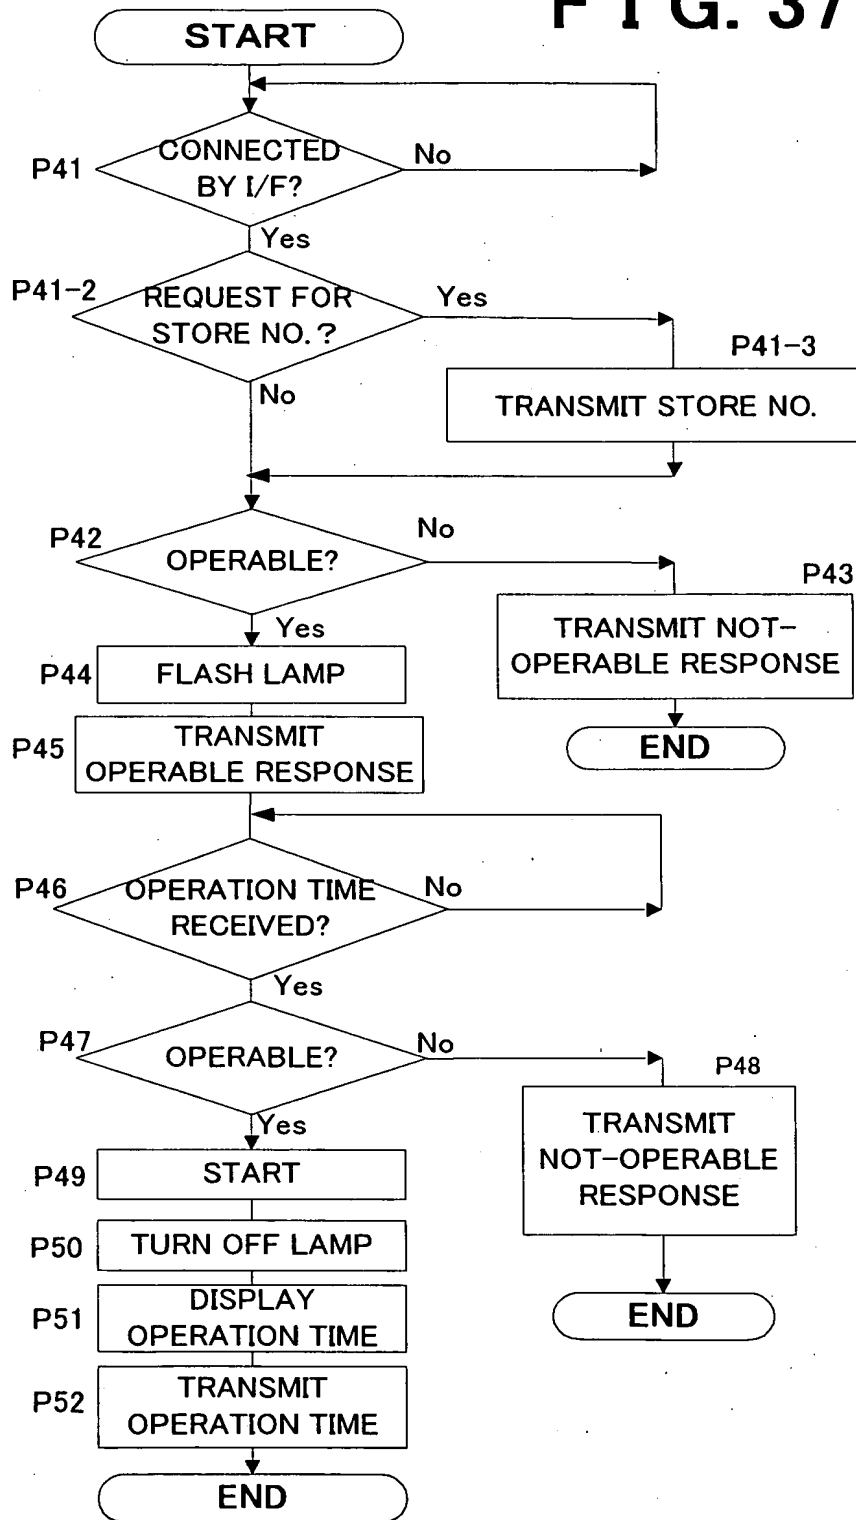 FIG. 37
START
P41
CONNECTED
BY I/F?
No
Yes
P41-2
REQUEST FOR
STORE NO.?
Yes
No
P41-3
TRANSMIT STORE NO.
P42
OPERABLE?
No
Yes
P43
TRANSMIT NOT-
OPERABLE RESPONSE
END
P44
FLASH LAMP
P45
TRANSMIT
OPERABLE RESPONSE
P46
OPERATION TIME
RECEIVED?
No
Yes
P47
OPERABLE?
No
Yes
P48
TRANSMIT
NOT-OPERABLE
RESPONSE
END
P49
START
P50
TURN OFF LAMP
P51
DISPLAY
OPERATION TIME
P52
TRANSMIT
OPERATION TIME
END